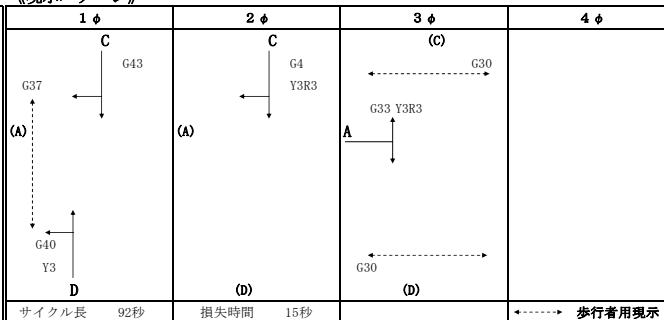 1φ 2φ 3φ 4φ
C C (C)
G43 G4 G30
G37 Y3R3
G33 Y3R3
(A) (A) A
G40
Y3 G30
D (D) (D)
サイクル長 92秒 損失時間 15秒 歩行者用現示